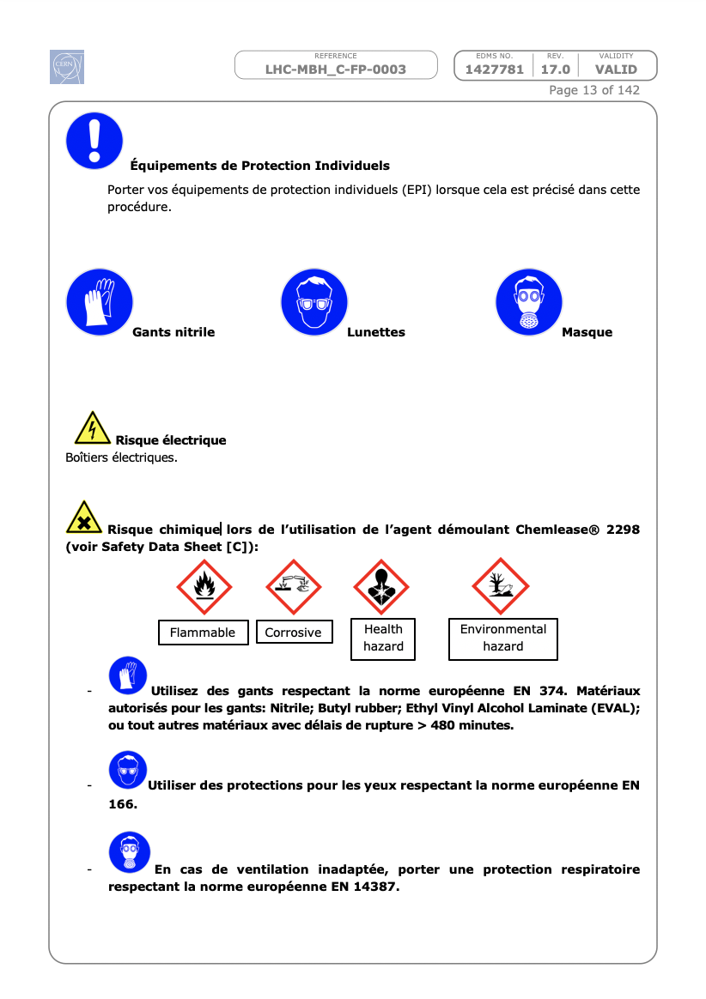 CERN
REFERENCE
LHC-MBH_C-FP-0003
EDMS NO.
1427781
REV.
17.0
VALIDITY
VALID
Page 13 of 142
Équipements de Protection Individuels
Porter vos équipements de protection individuels (EPI) lorsque cela est précisé dans cette
procédure.
Gants nitrile
Lunettes
Masque
Risque électrique
Boîtiers électriques.
Risque chimique lors de l’utilisation de l’agent démoulant Chemlease® 2298
(voir Safety Data Sheet [C]):
Flammable
Corrosive
Health
hazard
Environmental
hazard
- Utilisez des gants respectant la norme européenne EN 374. Matériaux
autorisés pour les gants: Nitrile; Butyl rubber; Ethyl Vinyl Alcohol Laminate (EVAL);
ou tout autres matériaux avec délais de rupture > 480 minutes.
- Utiliser des protections pour les yeux respectant la norme européenne EN
166.
- En cas de ventilation inadaptée, porter une protection respiratoire
respectant la norme européenne EN 14387.